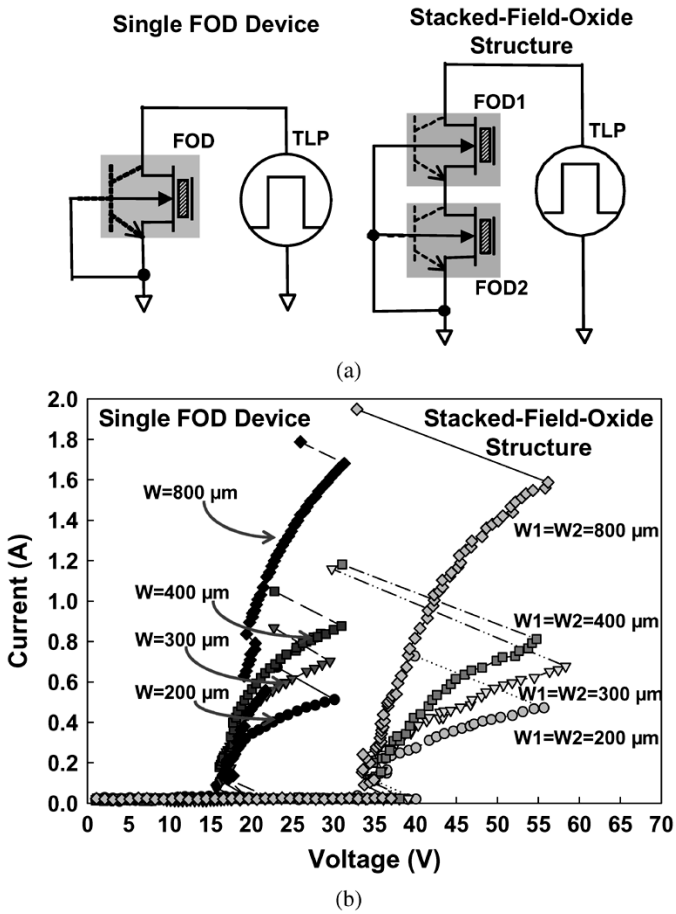 Single FOD Device
Stacked-Field-Oxide
Structure
FOD
TLP
FOD1
TLP
FOD2
(a)
2.0
1.8
1.6
1.4
1.2
1.0
0.8
0.6
0.4
0.2
0.0
Current (A)
Single FOD Device
Stacked-Field-Oxide
Structure
W=800 µm
W=400 µm
W=300 µm
W=200 µm
W1=W2=800 µm
W1=W2=400 µm
W1=W2=300 µm
W1=W2=200 µm
0 5 10 15 20 25 30 35 40 45 50 55 60 65 70
Voltage (V)
(b)